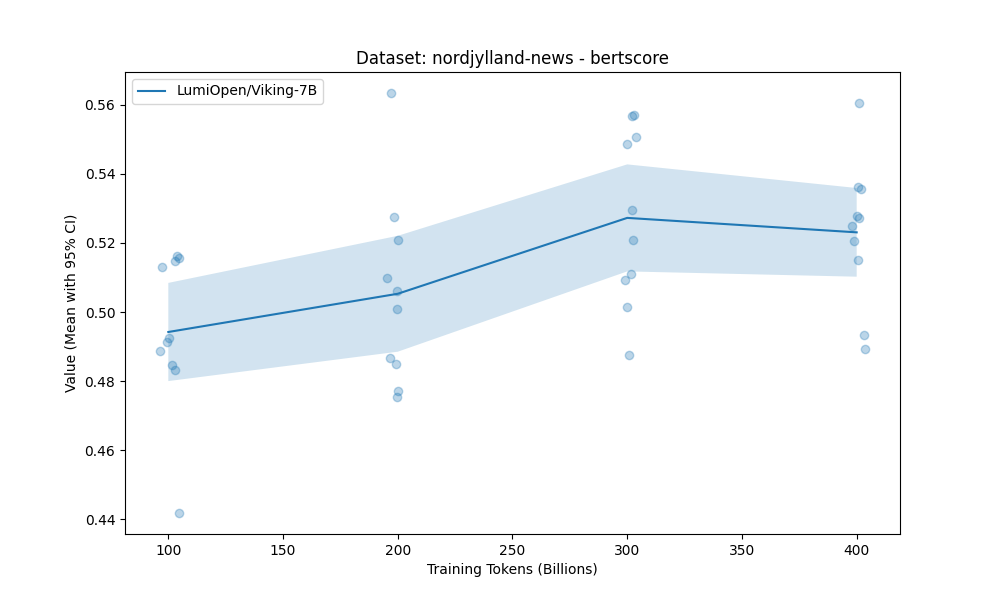 Dataset: nordjylland-news - bertscore
LumiOpen/Viking-7B
Value (Mean with 95% CI)
0.56
0.54
0.52
0.50
0.48
0.46
0.44
100 150 200 250 300 350 400
Training Tokens (Billions)